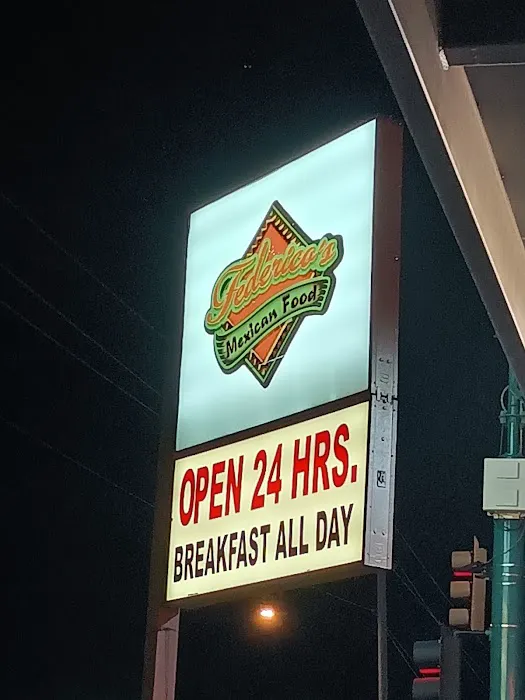 Federico's
Mexican Food
OPEN 24 HRS.
BREAKFAST ALL DAY